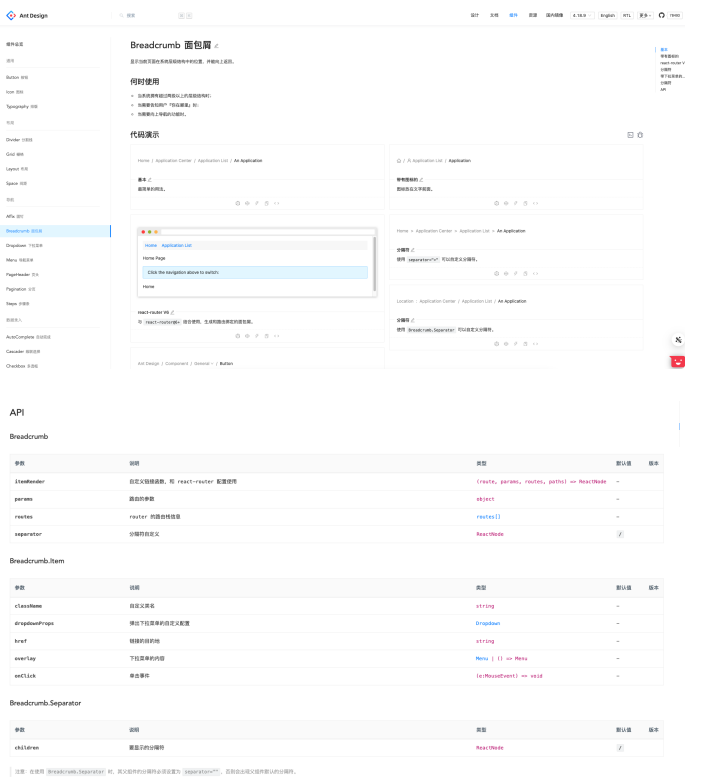 Ant Design
搜索
设计 文档 组件 资源 国内镜像 4.18.9 English RTL 更多
组件总览
通用
Button 按钮
Icon 图标
Typography 排版
布局
Divider 分割线
Grid 栅格
Layout 布局
Space 间距
导航
Affix 固钉
Breadcrumb 面包屑
Dropdown 下拉菜单
Menu 导航菜单
PageHeader 页头
Pagination 分页
Steps 步骤条
数据录入
AutoComplete 自动完成
Cascader 级联选择
Checkbox 多选框
Breadcrumb 面包屑
显示当前页面在系统层级结构中的位置，并能向上返回。
何时使用
当系统拥有超过两级以上的层级结构时；
当需要告知用户『你在哪里』时；
当需要向上导航的功能时。
代码演示
Home / Application Center / Application List / An Application
基本
最简单的用法。
Home Application List
Home Page
Click the navigation above to switch:
Home
react-router V6
和 react-router@6+ 结合使用，生成和路由绑定的面包屑。
Ant Design / Component / General / Button
/ Application List / Application
带有图标的
图标放在文字前面。
Home > Application Center > Application List > An Application
分隔符
使用 separator=">" 可以自定义分隔符。
Location : Application Center / Application List / An Application
分隔符
使用 Breadcrumb.Separator 可以自定义分隔符。
基本
带有图标的
react-router V
分隔符
带下拉菜单的...
分隔符
API
API
Breadcrumb
参数 说明 类型 默认值 版本
itemRender 自定义链接函数，和 react-router 配置使用 (route, params, routes, paths) => ReactNode -
params 路由的参数 object -
routes router 的路由栈信息 routes[] -
separator 分隔符自定义 ReactNode /
Breadcrumb.Item
参数 说明 类型 默认值 版本
className 自定义类名 string -
dropdownProps 弹出下拉菜单的自定义配置 Dropdown -
href 链接的目的地 string -
overlay 下拉菜单的内容 Menu | () => Menu -
onClick 单击事件 (e:MouseEvent) => void -
Breadcrumb.Separator
参数 说明 类型 默认值 版本
children 要显示的分隔符 ReactNode /
注意：在使用 Breadcrumb.Separator 时，其父组件的分隔符必须设置为 separator=""，否则会出现父组件默认的分隔符。